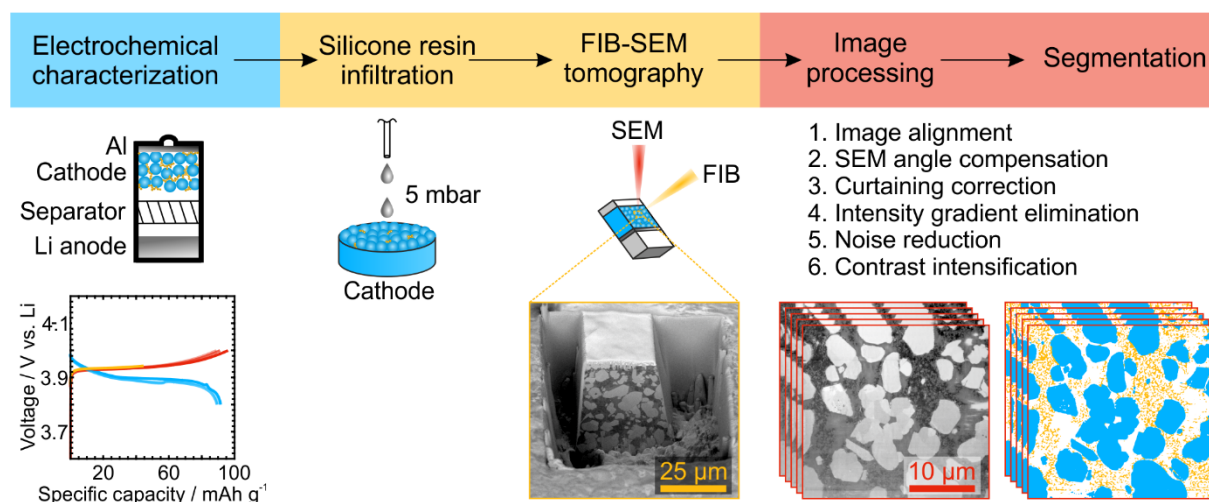 Electrochemical
characterization
Silicone resin
infiltration
FIB-SEM
tomography
Image
processing
Segmentation
Al
Cathode
Separator
Li anode
5 mbar
Cathode
SEM
FIB
1. Image alignment
2. SEM angle compensation
3. Curtaining correction
4. Intensity gradient elimination
5. Noise reduction
6. Contrast intensification
Voltage / V vs. Li
4.1
3.9
3.7
0
40
60
100
Specific capacity / mAh g⁻¹
25 µm
10 µm